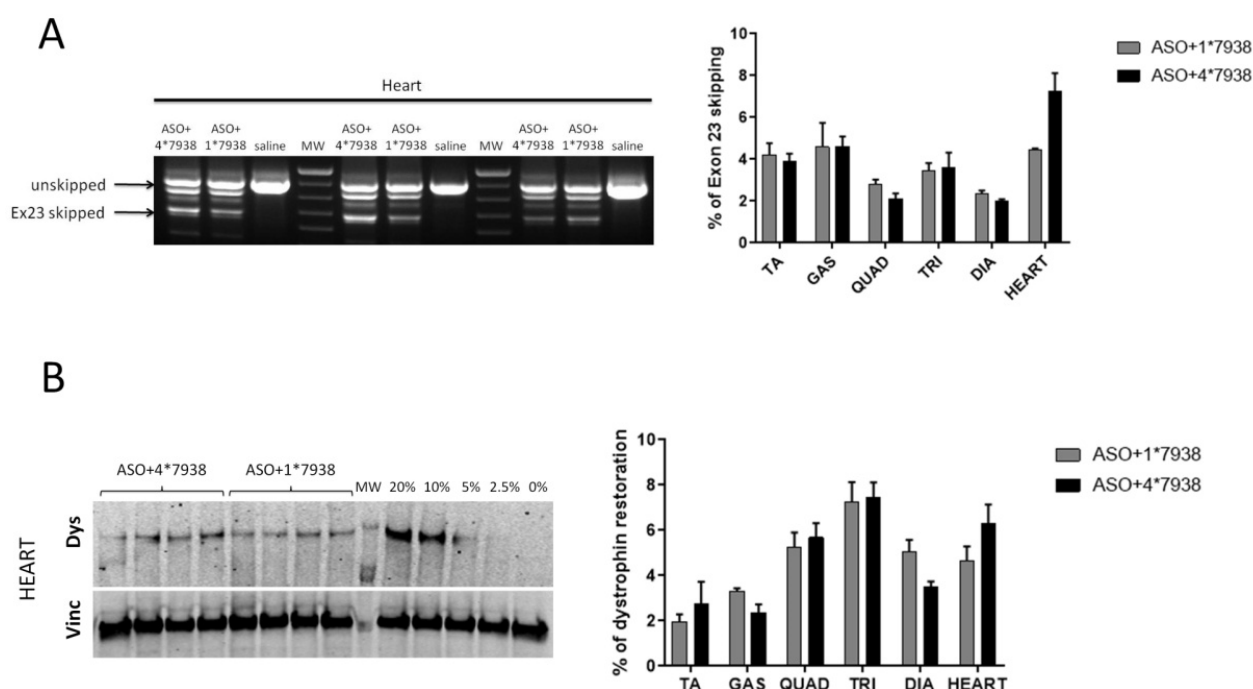 A
Heart
ASO+ ASO+ ASO+ ASO+ ASO+ ASO+
4*7938 1*7938 saline MW 4*7938 1*7938 saline MW 4*7938 1*7938 saline
unskipped
Ex23 skipped
% of Exon 23 skipping
10
8
6
4
2
0
TA GAS QUAD TRI DIA HEART
ASO+1*7938
ASO+4*7938
B
ASO+4*7938 ASO+1*7938 MW 20% 10% 5% 2.5% 0%
HEART
Dys
Vinc
% of dystrophin restoration
10
8
6
4
2
0
TA GAS QUAD TRI DIA HEART
ASO+1*7938
ASO+4*7938